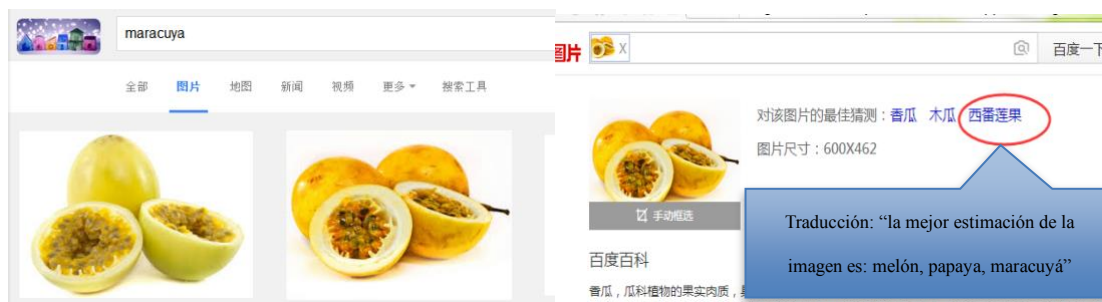 maracuya
全部 图片 地图 新闻 视频 更多 搜索工具
图片 X 百度一下
对该图片的最佳猜测：香瓜 木瓜 西番莲果
图片尺寸：600X462
手动框选
Traducción: “la mejor estimación de la
imagen es: melón, papaya, maracuyá”
百度百科
香瓜，瓜科植物的果实肉质，